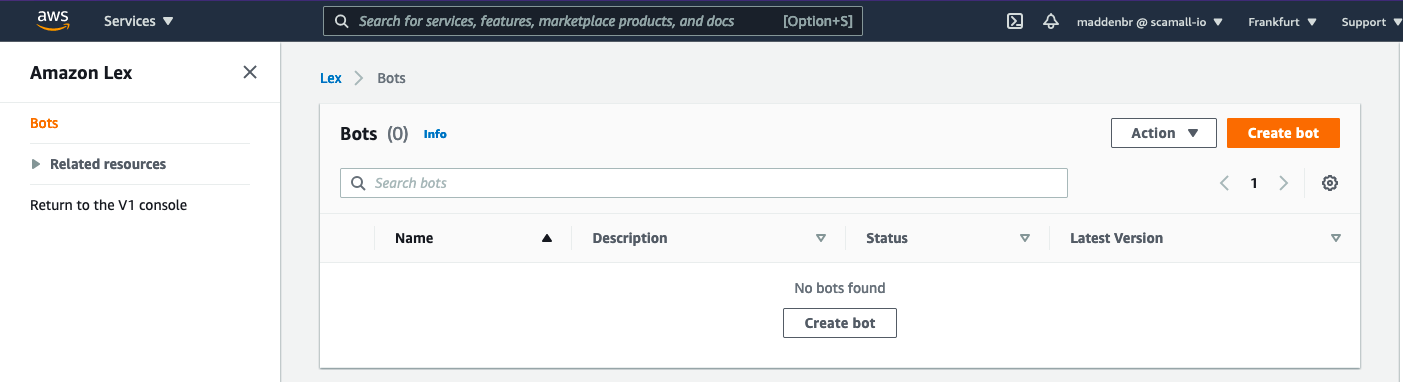 aws Services Search for services, features, marketplace products, and docs [Option+S] maddenbr @ scamall-io Frankfurt Support
Amazon Lex
Bots
Related resources
Return to the V1 console
Lex Bots
Bots (0) Info Action Create bot
Search bots 1
Name Description Status Latest Version
No bots found
Create bot